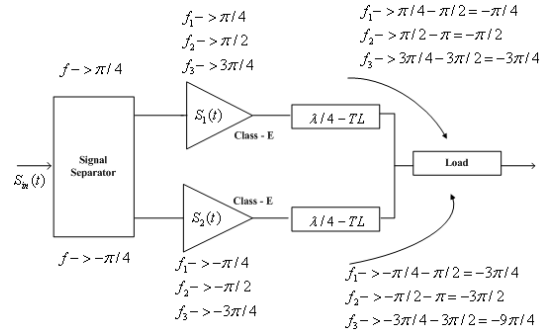 f₁−>π/4
f₂−>π/2
f₃−>3π/4
f₁−>π/4−π/2=−π/4
f₂−>π/2−π=−π/2
f₃−>3π/4−3π/2=−3π/4
f−>π/4
S₁(t)
Class - E
λ/4−TL
Signal
Separator
Sᵢₙ(t)
Load
Class - E
S₂(t)
λ/4−TL
f−>−π/4
f₁−>−π/4
f₂−>−π/2
f₃−>−3π/4
f₁−>−π/4−π/2=−3π/4
f₂−>−π/2−π=−3π/2
f₃−>−3π/4−3π/2=−9π/4